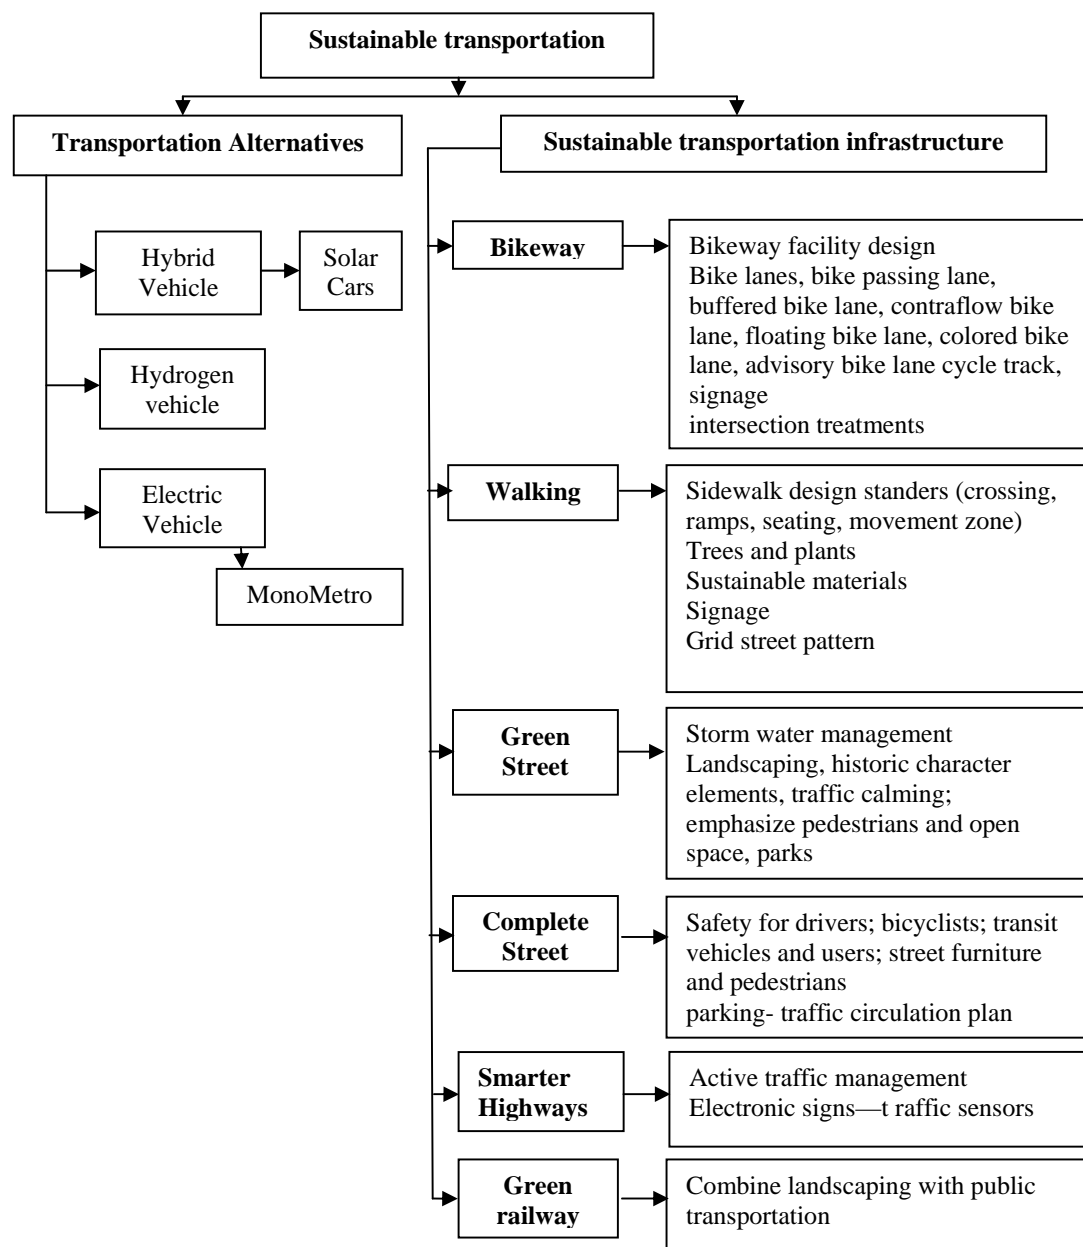 Sustainable transportation
Transportation Alternatives
Sustainable transportation infrastructure
Hybrid
Vehicle
Solar
Cars
Hydrogen
vehicle
Electric
Vehicle
MonoMetro
Bikeway
Bikeway facility design
Bike lanes, bike passing lane,
buffered bike lane, contraflow bike
lane, floating bike lane, colored bike
lane, advisory bike lane cycle track,
signage
intersection treatments
Walking
Sidewalk design standers (crossing,
ramps, seating, movement zone)
Trees and plants
Sustainable materials
Signage
Grid street pattern
Green
Street
Storm water management
Landscaping, historic character
elements, traffic calming;
emphasize pedestrians and open
space, parks
Complete
Street
Safety for drivers; bicyclists; transit
vehicles and users; street furniture
and pedestrians
parking- traffic circulation plan
Smarter
Highways
Active traffic management
Electronic signs—t raffic sensors
Green
railway
Combine landscaping with public
transportation